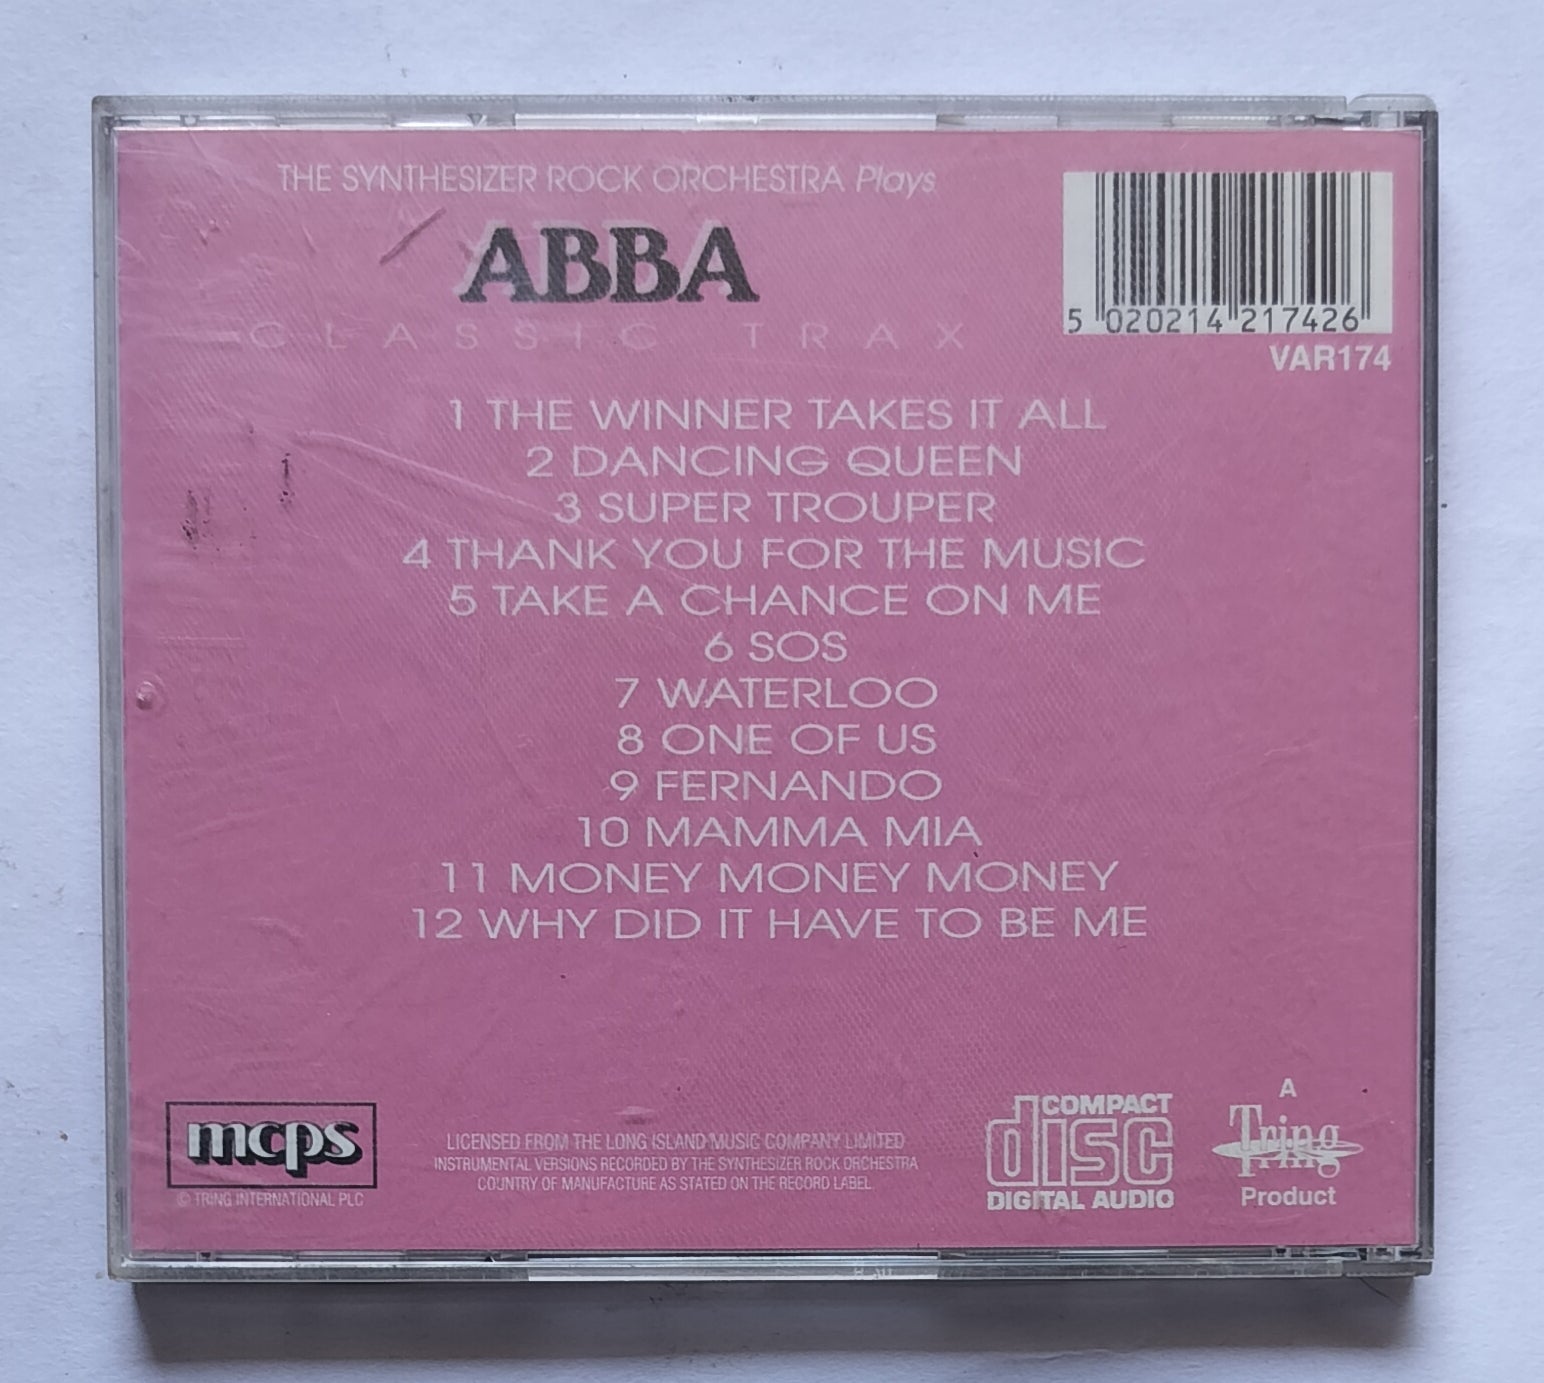 THE SYNTHESIZER ROCK ORCHESTRA Plays
ABBA
CLASSIC TRAX
5 020214 217426
VAR174
1 THE WINNER TAKES IT ALL
2 DANCING QUEEN
3 SUPER TROUPER
4 THANK YOU FOR THE MUSIC
5 TAKE A CHANCE ON ME
6 SOS
7 WATERLOO
8 ONE OF US
9 FERNANDO
10 MAMMA MIA
11 MONEY MONEY MONEY
12 WHY DID IT HAVE TO BE ME
mcps
© TRING INTERNATIONAL PLC
LICENSED FROM THE LONG ISLAND MUSIC COMPANY LIMITED
INSTRUMENTAL VERSIONS RECORDED BY THE SYNTHESIZER ROCK ORCHESTRA
COUNTRY OF MANUFACTURE AS STATED ON THE RECORD LABEL.
COMPACT
disc
DIGITAL AUDIO
A
Tring
Product